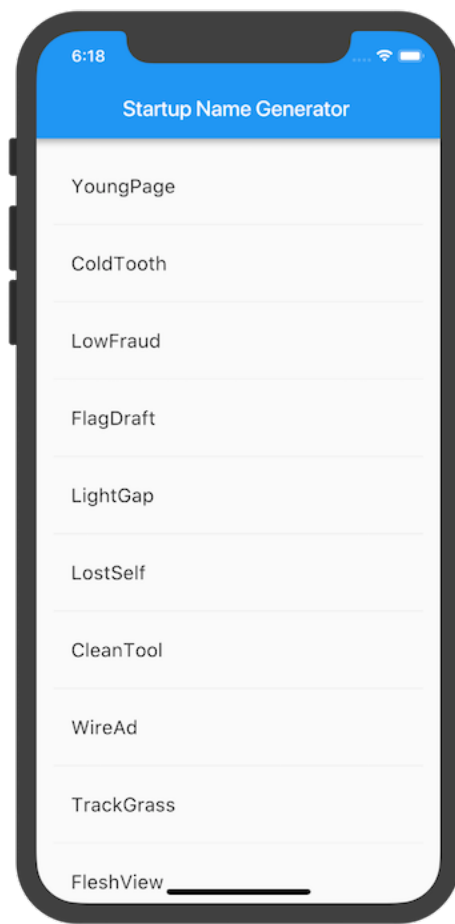 6:18
Startup Name Generator
YoungPage
ColdTooth
LowFraud
FlagDraft
LightGap
LostSelf
CleanTool
WireAd
TrackGrass
FleshView